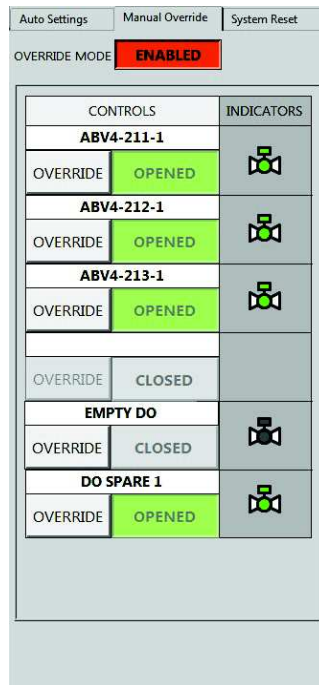 Auto Settings Manual Override System Reset
OVERRIDE MODE ENABLED
CONTROLS INDICATORS
ABV4-211-1
OVERRIDE OPENED
ABV4-212-1
OVERRIDE OPENED
ABV4-213-1
OVERRIDE OPENED
OVERRIDE CLOSED
EMPTY DO
OVERRIDE CLOSED
DO SPARE 1
OVERRIDE OPENED